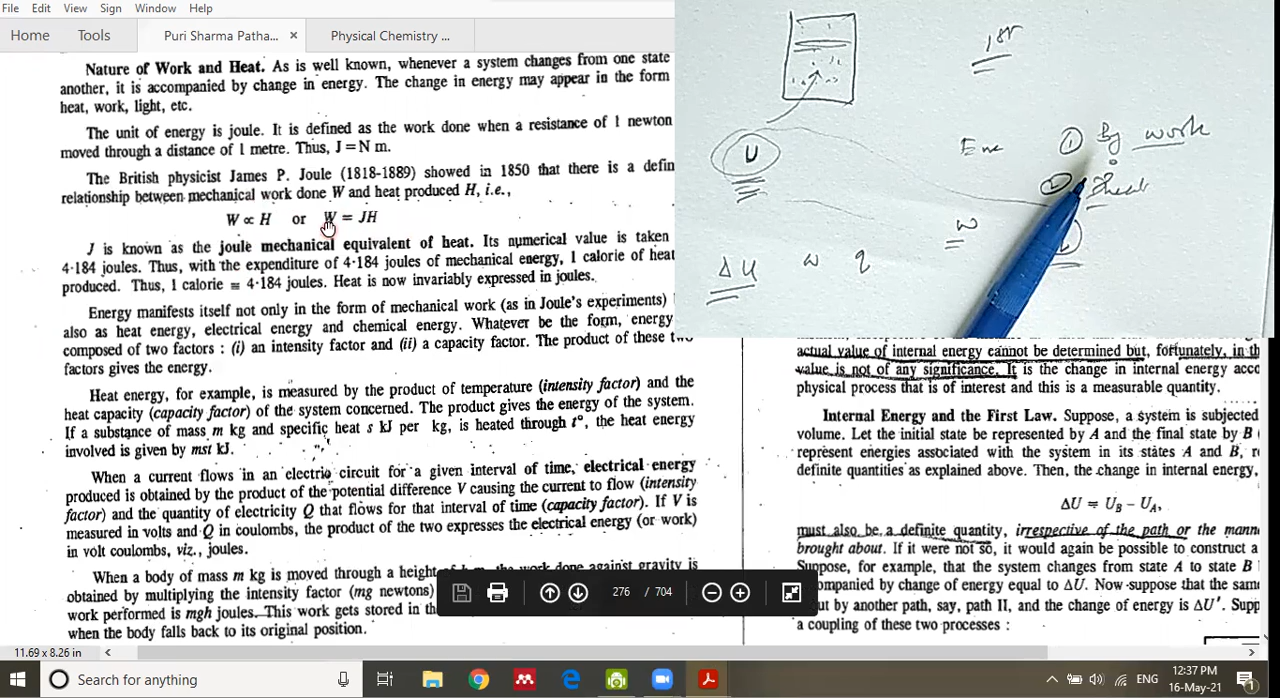 File Edit View Sign Window Help
Home Tools Puri Sharma Patha... × Physical Chemistry ...
Nature of Work and Heat. As is well known, whenever a system changes from one state
another, it is accompanied by change in energy. The change in energy may appear in the form
heat, work, light, etc.
The unit of energy is joule. It is defined as the work done when a resistance of 1 newton
moved through a distance of 1 metre. Thus, J = N m.
The British physicist James P. Joule (1818-1889) showed in 1850 that there is a defin
relationship between mechanical work done W and heat produced H, i.e.,
W ∝ H or W = JH
J is known as the joule mechanical equivalent of heat. Its numerical value is taken
4·184 joules. Thus, with the expenditure of 4·184 joules of mechanical energy, 1 calorie of heat
produced. Thus, 1 calorie = 4·184 joules. Heat is now invariably expressed in joules.
Energy manifests itself not only in the form of mechanical work (as in Joule's experiments)
also as heat energy, electrical energy and chemical energy. Whatever be the form, energy
composed of two factors : (i) an intensity factor and (ii) a capacity factor. The product of these two
factors gives the energy.
Heat energy, for example, is measured by the product of temperature (intensity factor) and the
heat capacity (capacity factor) of the system concerned. The product gives the energy of the system.
If a substance of mass m kg and specific heat s kJ per kg, is heated through t°, the heat energy
involved is given by mst kJ.
When a current flows in an electric circuit for a given interval of time, electrical energy
produced is obtained by the product of the potential difference V causing the current to flow (intensity
factor) and the quantity of electricity Q that flows for that interval of time (capacity factor). If V is
measured in volts and Q in coulombs, the product of the two expresses the electrical energy (or work)
in volt coulombs, viz., joules.
When a body of mass m kg is moved through a height of h m, the work done against gravity is
obtained by multiplying the intensity factor (mg newtons)
work performed is mgh joules. This work gets stored in th
when the body falls back to its original position.
1st
U
Ene
1 By work
2 heat
w
ΔU w q
actual value of internal energy cannot be determined but, fortunately, in th
value is not of any significance. It is the change in internal energy acco
physical process that is of interest and this is a measurable quantity.
Internal Energy and the First Law. Suppose, a system is subjected
volume. Let the initial state be represented by A and the final state by B (
represent energies associated with the system in its states A and B, r
definite quantities as explained above. Then, the change in internal energy,
ΔU = U_B − U_A,
must also be a definite quantity, irrespective of the path or the manne
brought about. If it were not so, it would again be possible to construct a
Suppose, for example, that the system changes from state A to state B
ccompanied by change of energy equal to ΔU. Now suppose that the same
out by another path, say, path II, and the change of energy is ΔU'. Supp
a coupling of these two processes :
276 / 704
11.69 x 8.26 in
Search for anything
ENG
12:37 PM
16-May-21
1